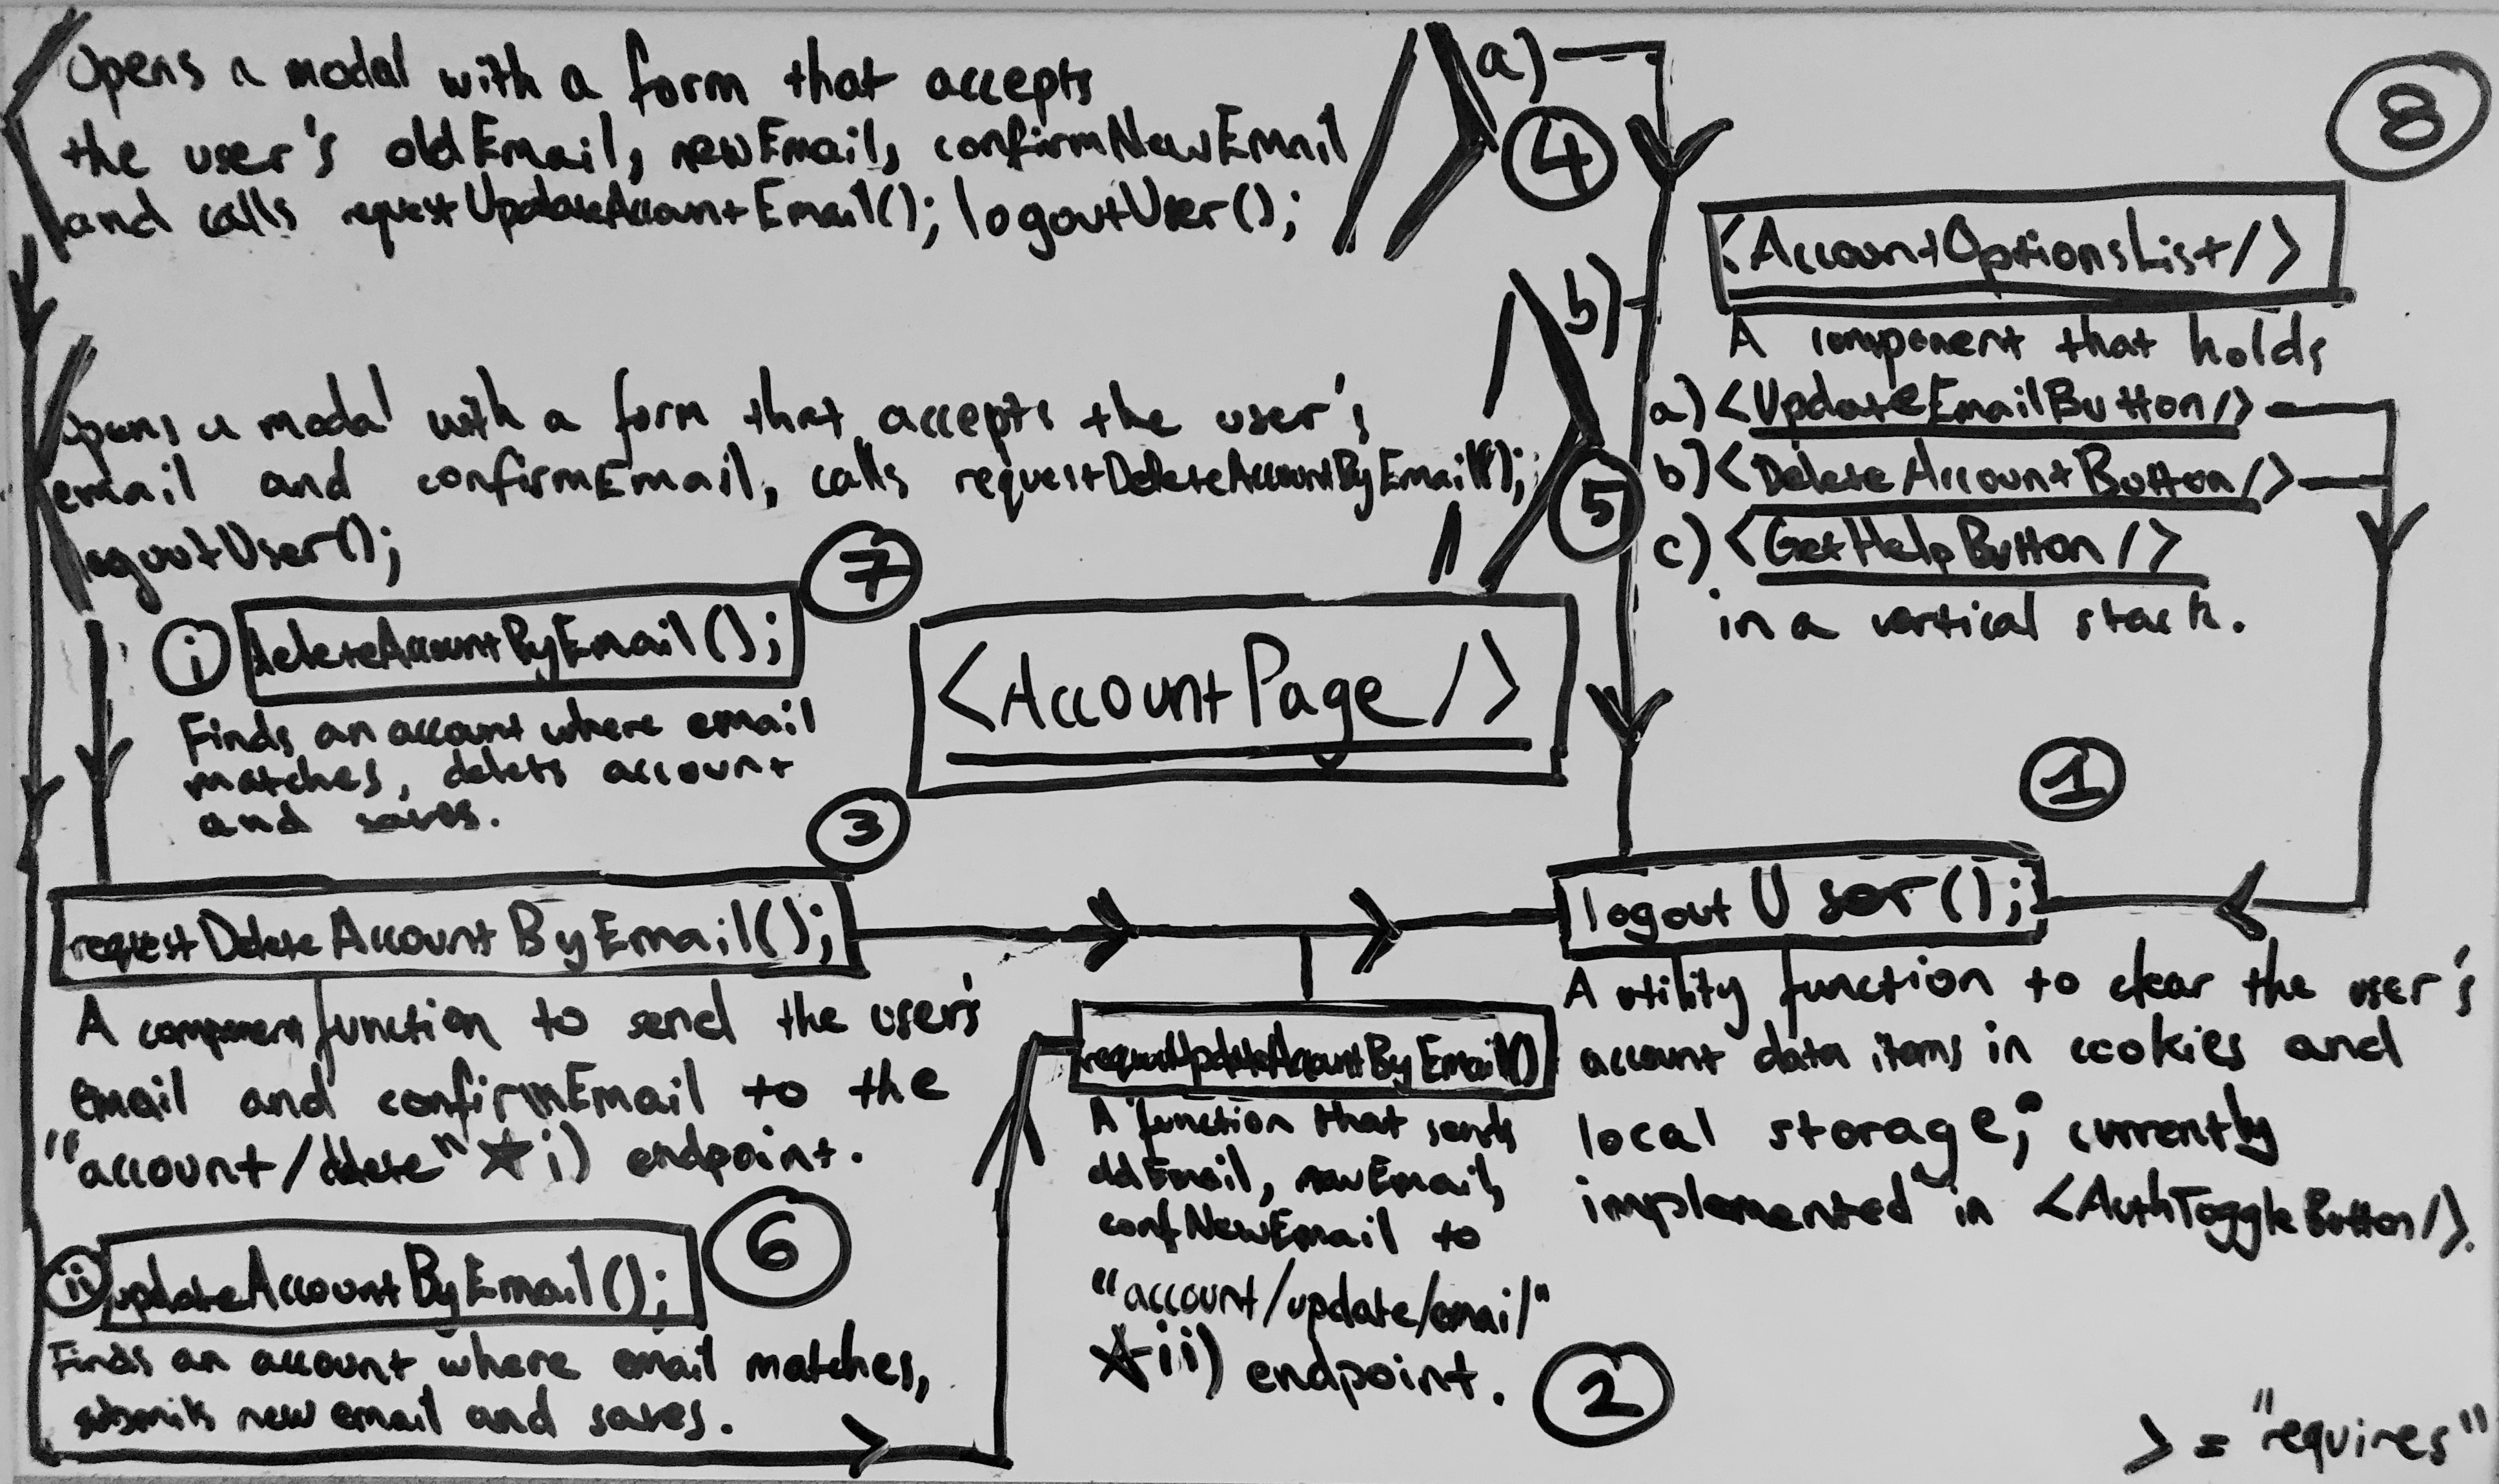 Opens a modal with a form that accepts
the user's oldEmail, newEmail, confirmNewEmail
and calls requestUpdateAccountEmail(); logoutUser();
a)
4
Opens a modal with a form that accepts the user's
email and confirmEmail, calls requestDeleteAccountByEmail();
logoutUser();
b)
5
8
<AccountOptionsList/>
A component that holds
a) <UpdateEmailButton/>
b) <DeleteAccountButton/>
c) <GetHelpButton/>
in a vertical stack.
7
i deleteAccountByEmail();
Finds an account where email
matches, delets account
and saves.
<AccountPage/>
3
requestDeleteAccountByEmail();
A component function to send the user's
email and confirmEmail to the
"account/delete" *i) endpoint.
6
ii updateAccountByEmail();
Finds an account where email matches,
submits new email and saves.
requestUpdateAccountByEmail()
A function that sends
oldEmail, newEmail,
confNewEmail to
"account/update/email"
*ii) endpoint.
2
1
logoutUser();
A utility function to clear the user's
account data items in cookies and
local storage; currently
implemented in <AuthToggleButton/>.
> = "requires"